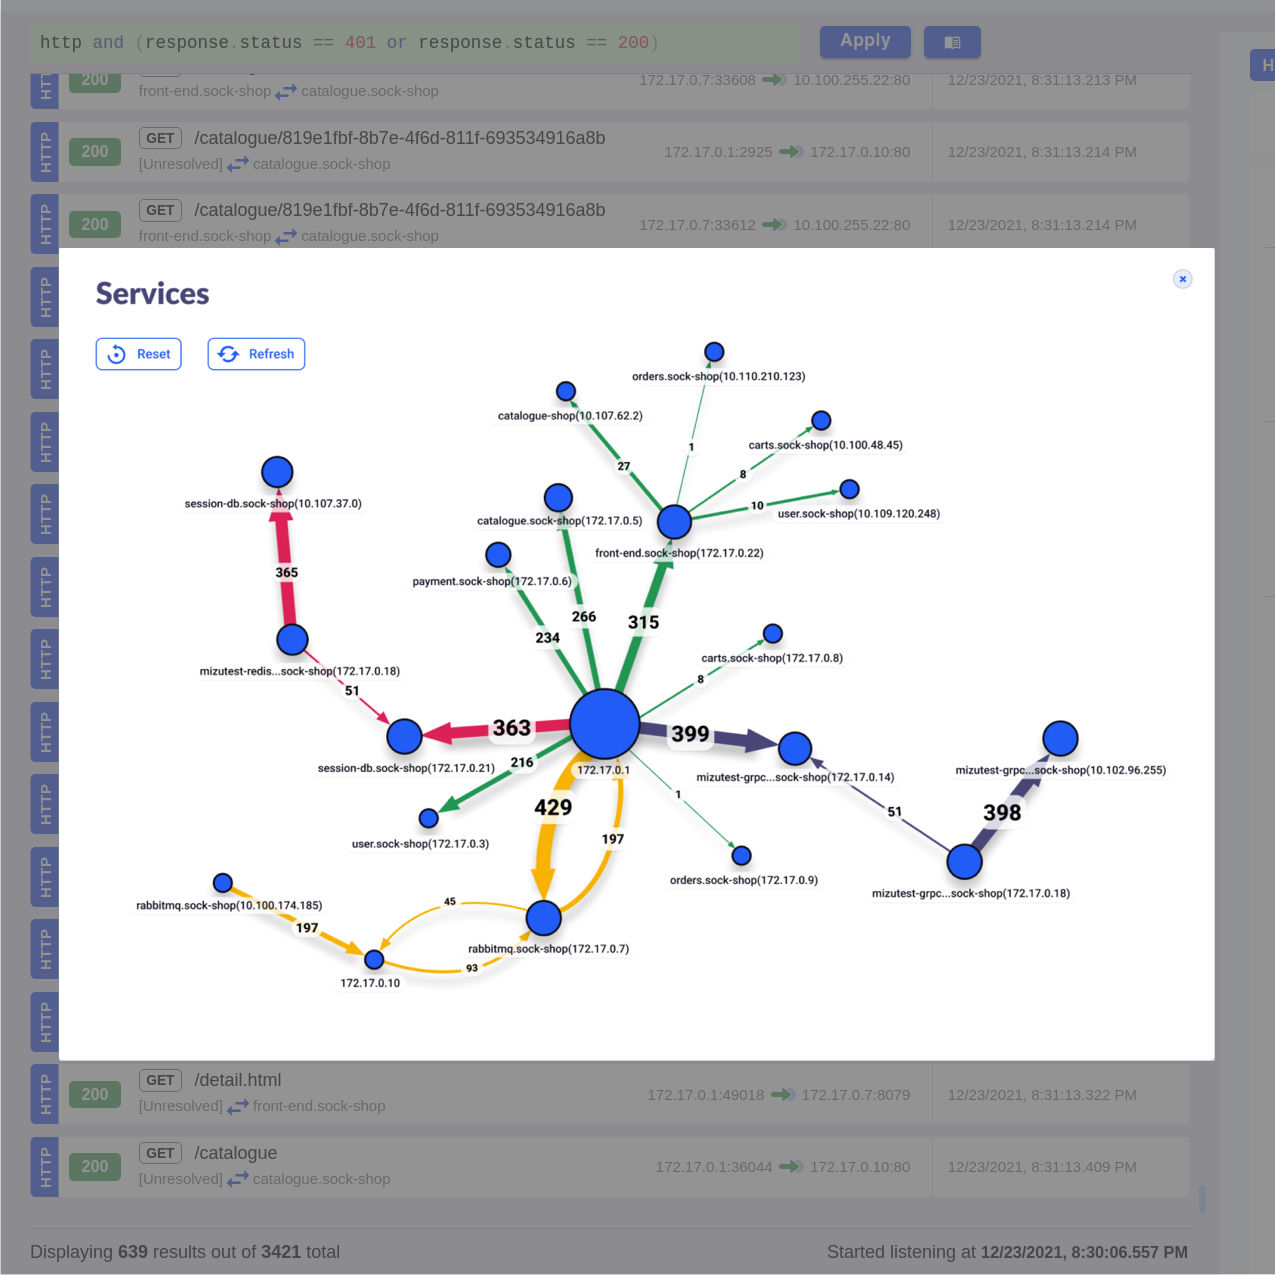 http and (response.status == 401 or response.status == 200)
Apply
H
HTTP
200
front-end.sock-shop catalogue.sock-shop
172.17.0.7:33608 10.100.255.22:80
12/23/2021, 8:31:13.213 PM
HTTP
200
GET /catalogue/819e1fbf-8b7e-4f6d-811f-693534916a8b
[Unresolved] catalogue.sock-shop
172.17.0.1:2925 172.17.0.10:80
12/23/2021, 8:31:13.214 PM
HTTP
200
GET /catalogue/819e1fbf-8b7e-4f6d-811f-693534916a8b
front-end.sock-shop catalogue.sock-shop
172.17.0.7:33612 10.100.255.22:80
12/23/2021, 8:31:13.214 PM
HTTP
HTTP
HTTP
HTTP
HTTP
HTTP
HTTP
HTTP
HTTP
HTTP
HTTP
Services
Reset
Refresh
orders.sock-shop(10.110.210.123)
catalogue-shop(10.107.62.2)
1
carts.sock-shop(10.100.48.45)
27
8
session-db.sock-shop(10.107.37.0)
10
user.sock-shop(10.109.120.248)
catalogue.sock-shop(172.17.0.5)
front-end.sock-shop(172.17.0.22)
365
payment.sock-shop(172.17.0.6)
266
315
234
carts.sock-shop(172.17.0.8)
mizutest-redis...sock-shop(172.17.0.18)
8
51
363
399
216
session-db.sock-shop(172.17.0.21)
172.17.0.1
mizutest-grpc...sock-shop(172.17.0.14)
mizutest-grpc...sock-shop(10.102.96.255)
1
429
51
398
197
user.sock-shop(172.17.0.3)
orders.sock-shop(172.17.0.9)
mizutest-grpc...sock-shop(172.17.0.18)
rabbitmq.sock-shop(10.100.174.185)
45
197
rabbitmq.sock-shop(172.17.0.7)
93
172.17.0.10
HTTP
200
GET /detail.html
[Unresolved] front-end.sock-shop
172.17.0.1:49018 172.17.0.7:8079
12/23/2021, 8:31:13.322 PM
HTTP
200
GET /catalogue
[Unresolved] catalogue.sock-shop
172.17.0.1:36044 172.17.0.10:80
12/23/2021, 8:31:13.409 PM
Displaying 639 results out of 3421 total
Started listening at 12/23/2021, 8:30:06.557 PM